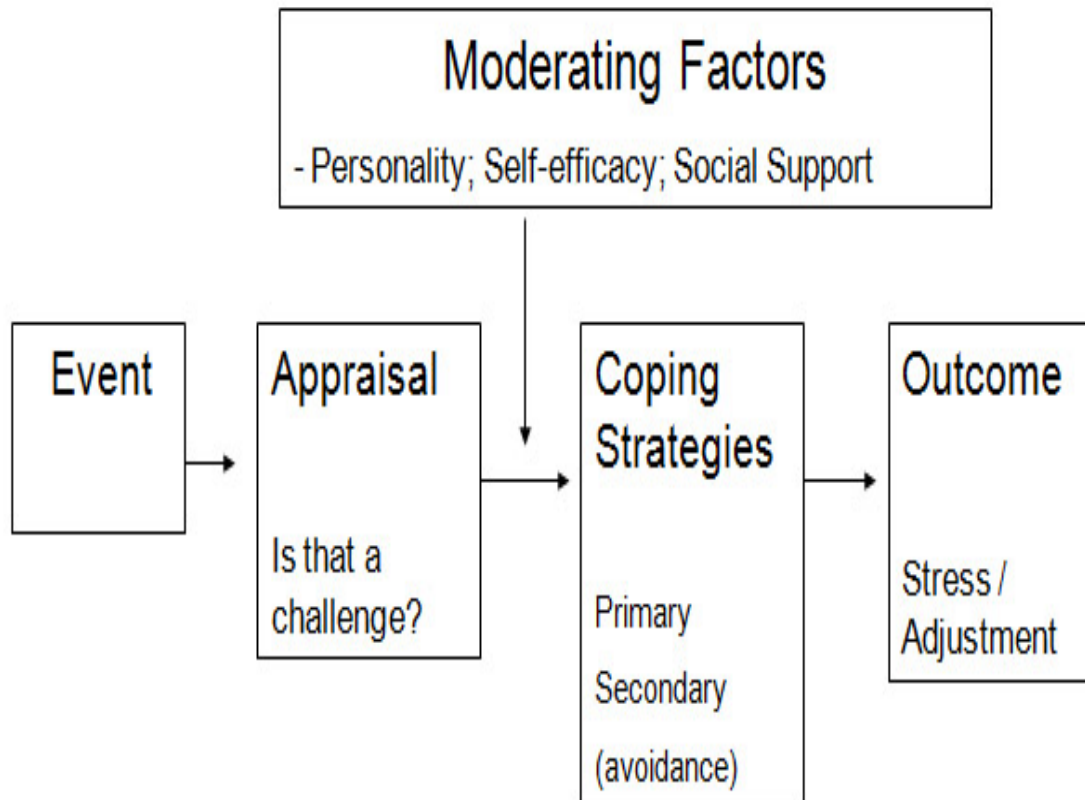 Moderating Factors
- Personality; Self-efficacy; Social Support
Event
Appraisal
Is that a
challenge?
Coping
Strategies
Primary
Secondary
(avoidance)
Outcome
Stress /
Adjustment